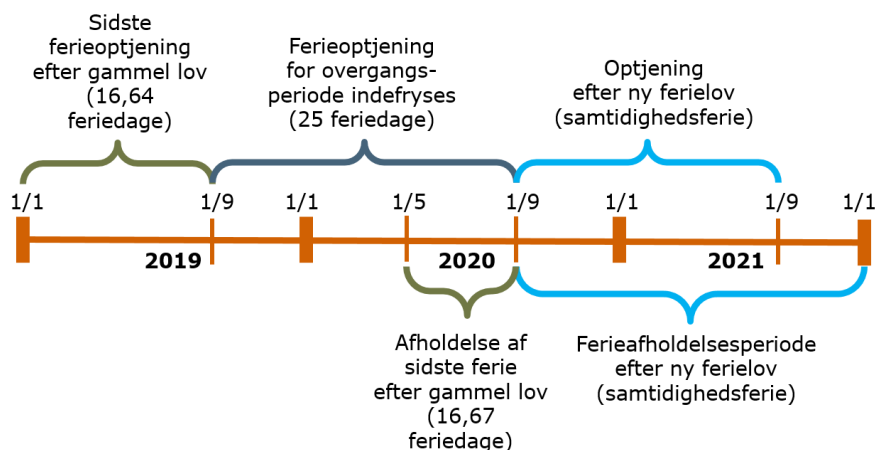 Sidste
ferieoptjening
efter gammel lov
(16,64
feriedage)
Ferieoptjening
for overgangs-
periode indefryses
(25 feriedage)
Optjening
efter ny ferielov
(samtidighedsferie)
1/1 1/9 1/1 1/5 1/9 1/1 1/9 1/1
2019 2020 2021
Afholdelse af
sidste ferie
efter gammel lov
(16,67
feriedage)
Ferieafholdelsesperiode
efter ny ferielov
(samtidighedsferie)